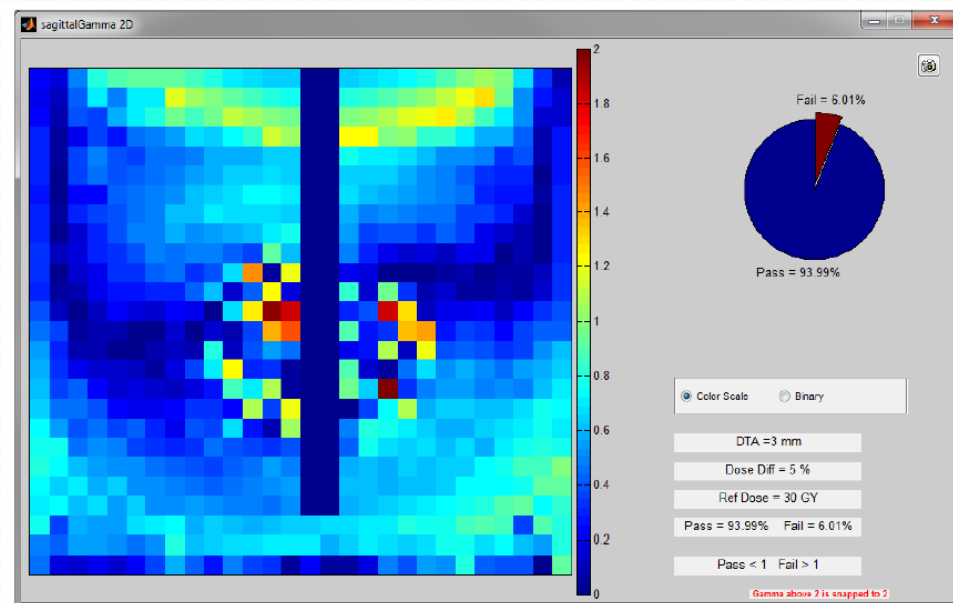 sagittalGamma 2D
2
1.8
1.6
1.4
1.2
1
0.8
0.6
0.4
0.2
0
Fail = 6.01%
Pass = 93.99%
Color Scale Binary
DTA =3 mm
Dose Diff = 5 %
Ref Dose = 30 GY
Pass = 93.99% Fail = 6.01%
Pass < 1 Fail > 1
Gamma above 2 is snapped to 2